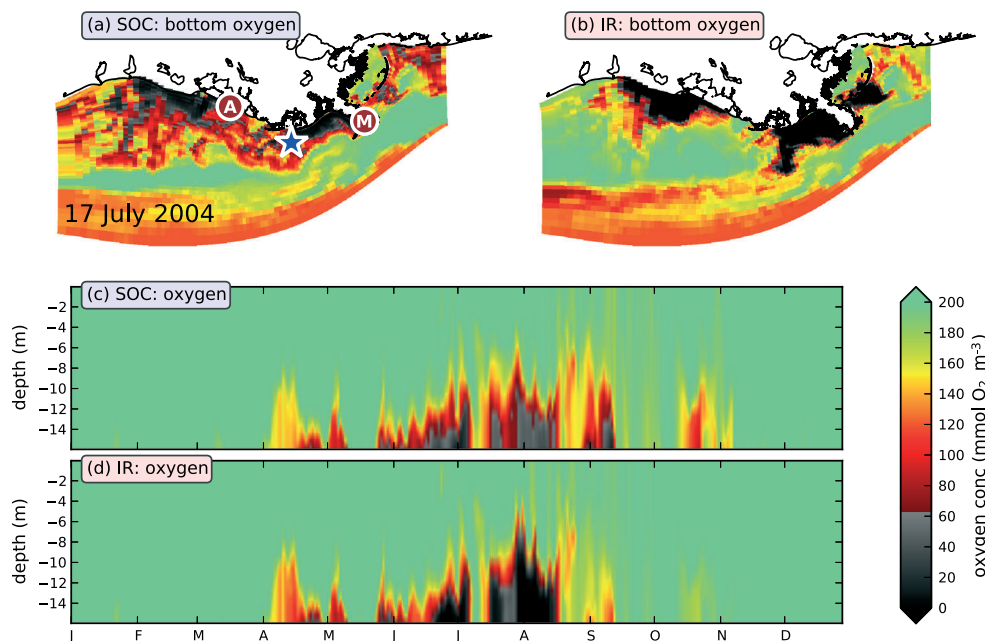 (a) SOC: bottom oxygen
(b) IR: bottom oxygen
A
M
17 July 2004
(c) SOC: oxygen
−2
−4
−6
−8
−10
−12
−14
depth (m)
(d) IR: oxygen
−2
−4
−6
−8
−10
−12
−14
depth (m)
J F M A M J J A S O N D
200
180
160
140
120
100
80
60
40
20
0
oxygen conc (mmol O₂ m⁻³)